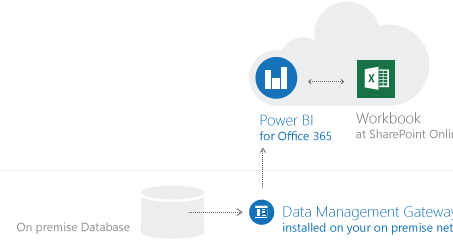 Power BI
for Office 365
Workbook
at SharePoint Onlin
Data Management Gateway
installed on your on premise net
On premise Database